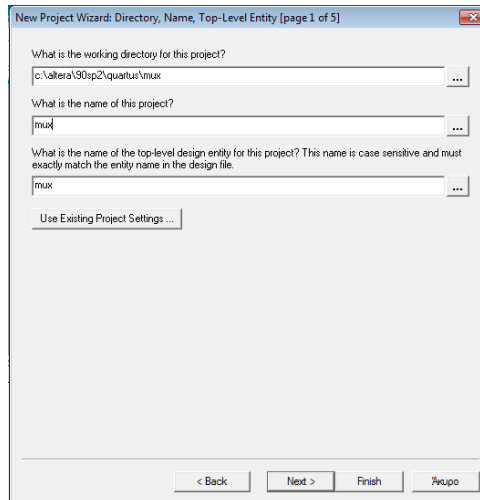 New Project Wizard: Directory, Name, Top-Level Entity [page 1 of 5]
What is the working directory for this project?
c:\altera\90sp2\quartus\mux
...
What is the name of this project?
mux
...
What is the name of the top-level design entity for this project? This name is case sensitive and must
exactly match the entity name in the design file.
mux
...
Use Existing Project Settings ...
< Back
Next >
Finish
Άκυρο